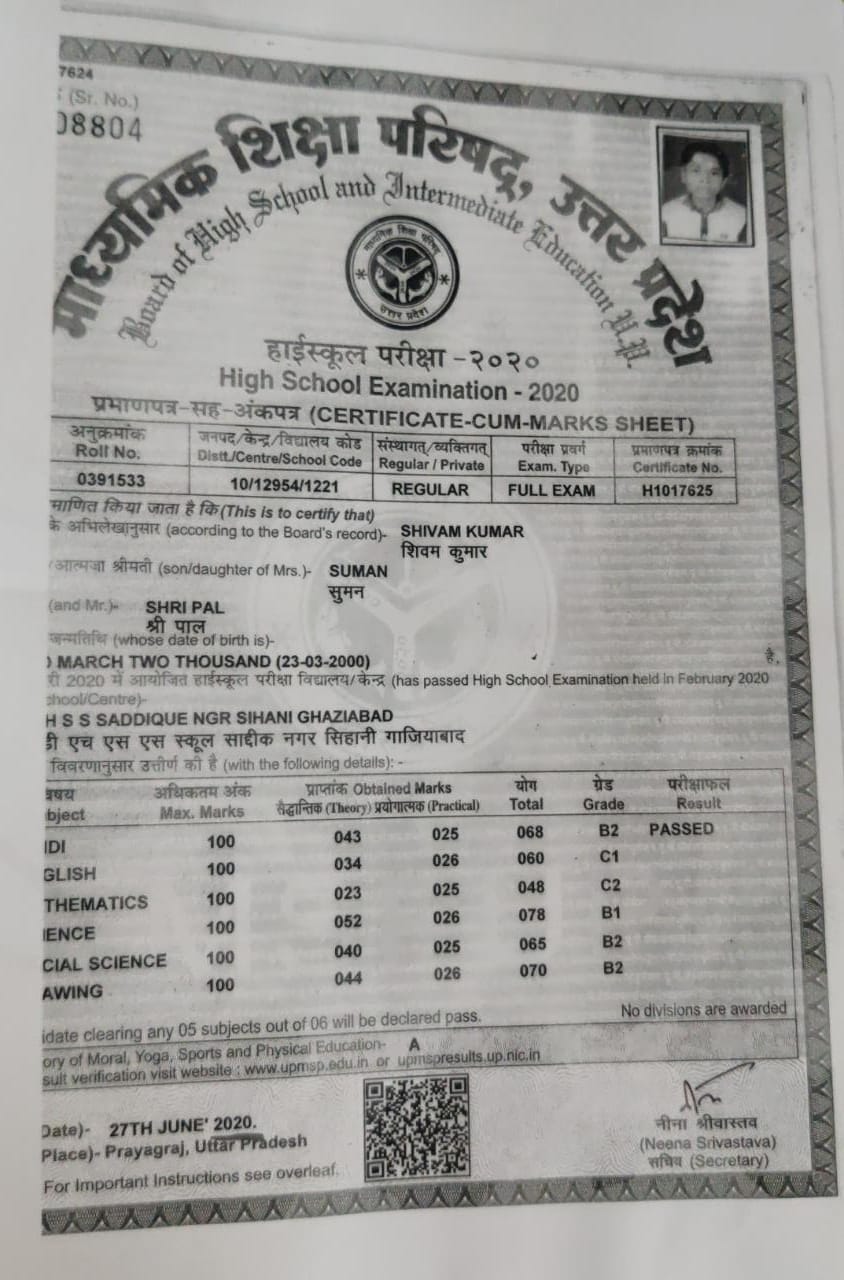 7624
(Sr. No.)
08804
माध्यमिक शिक्षा परिषद्, उत्तर प्रदेश
Board of High School and Intermediate Education U.P.
माध्यमिक शिक्षा परिषद
उत्तर प्रदेश
हाईस्कूल परीक्षा -२०२०
High School Examination - 2020
प्रमाणपत्र-सह-अंकपत्र (CERTIFICATE-CUM-MARKS SHEET)
अनुक्रमांक जनपद/केन्द्र/विद्यालय कोड संस्थागत्/व्यक्तिगत् परीक्षा प्रवर्ग प्रमाणपत्र क्रमांक
Roll No. Distt./Centre/School Code Regular / Private Exam. Type Certificate No.
0391533 10/12954/1221 REGULAR FULL EXAM H1017625
माणित किया जाता है कि(This is to certify that)
के अभिलेखानुसार (according to the Board's record)- SHIVAM KUMAR
शिवम कुमार
आत्मजा श्रीमती (son/daughter of Mrs.)- SUMAN
सुमन
(and Mr.)- SHRI PAL
श्री पाल
जन्मतिथि (whose date of birth is)-
MARCH TWO THOUSAND (23-03-2000) है,
री 2020 में आयोजित हाईस्कूल परीक्षा विद्यालय/केन्द्र (has passed High School Examination held in February 2020
chool/Centre)-
H S S SADDIQUE NGR SIHANI GHAZIABAD
डी एच एस एस स्कूल सादीक नगर सिहानी गाजियाबाद
विवरणानुसार उत्तीर्ण की है (with the following details): -
वषय अधिकतम अंक प्राप्तांक Obtained Marks योग ग्रेड परीक्षाफल
bject Max. Marks सैद्धान्तिक (Theory) प्रयोगात्मक (Practical) Total Grade Result
IDI 100 043 025 068 B2 PASSED
GLISH 100 034 026 060 C1
THEMATICS 100 023 025 048 C2
IENCE 100 052 026 078 B1
CIAL SCIENCE 100 040 025 065 B2
AWING 100 044 026 070 B2
idate clearing any 05 subjects out of 06 will be declared pass. No divisions are awarded
ory of Moral, Yoga, Sports and Physical Education- A
sult verification visit website : www.upmsp.edu.in or upmspresults.up.nic.in
Date)- 27TH JUNE' 2020.
Place)- Prayagraj, Uttar Pradesh
For Important Instructions see overleaf.
नीना श्रीवास्तव
(Neena Srivastava)
सचिव (Secretary)